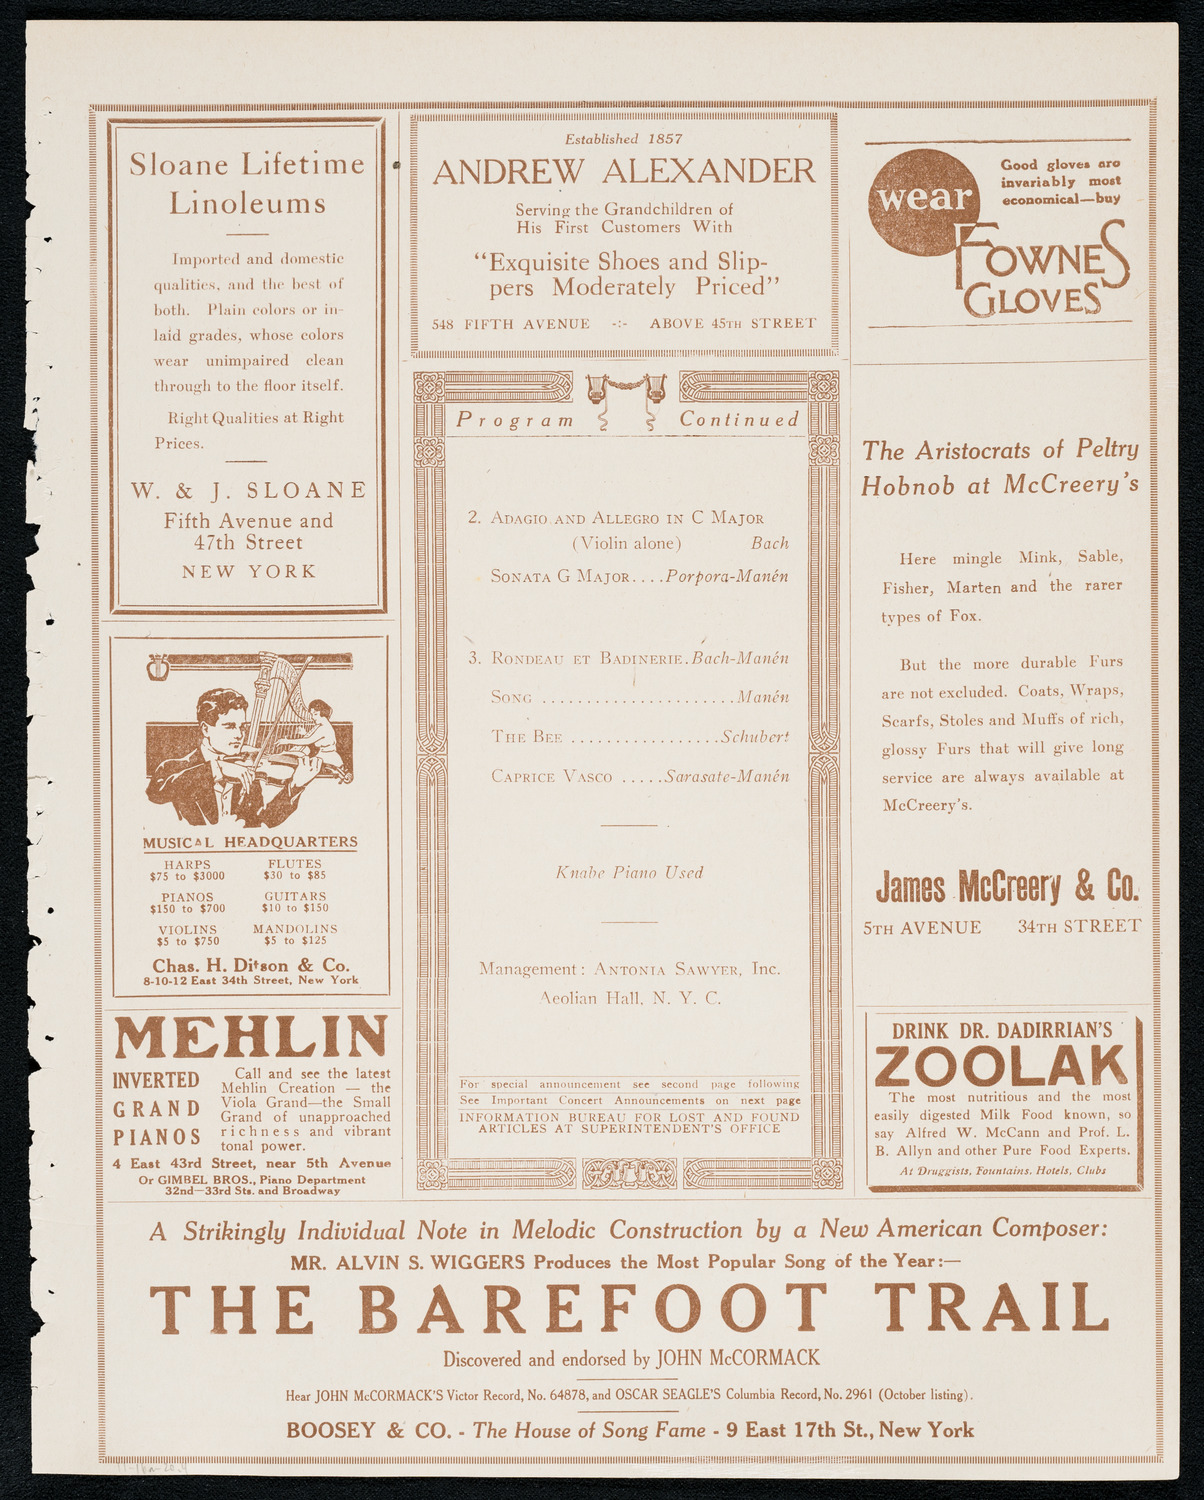 Sloane Lifetime
Linoleums
Imported and domestic
qualities, and the best of
both. Plain colors or in-
laid grades, whose colors
wear unimpaired clean
through to the floor itself.
Right Qualities at Right
Prices.
W. & J. SLOANE
Fifth Avenue and
47th Street
NEW YORK
MUSICAL HEADQUARTERS
HARPS FLUTES
$75 to $3000 $30 to $85
PIANOS GUITARS
$150 to $700 $10 to $150
VIOLINS MANDOLINS
$5 to $750 $5 to $125
Chas. H. Ditson & Co.
8-10-12 East 34th Street, New York
MEHLIN
INVERTED
GRAND
PIANOS
Call and see the latest
Mehlin Creation — the
Viola Grand—the Small
Grand of unapproached
richness and vibrant
tonal power.
4 East 43rd Street, near 5th Avenue
Or GIMBEL BROS., Piano Department
32nd—33rd Sts. and Broadway
Established 1857
ANDREW ALEXANDER
Serving the Grandchildren of
His First Customers With
"Exquisite Shoes and Slip-
pers Moderately Priced"
548 FIFTH AVENUE -:- ABOVE 45TH STREET
Program Continued
2. ADAGIO AND ALLEGRO IN C MAJOR
(Violin alone) Bach
SONATA G MAJOR....Porpora-Manén
3. RONDEAU ET BADINERIE.Bach-Manén
SONG ......................Manén
THE BEE .................Schubert
CAPRICE VASCO .....Sarasate-Manén
Knabe Piano Used
Management: ANTONIA SAWYER, Inc.
Aeolian Hall, N. Y. C.
For special announcement see second page following
See Important Concert Announcements on next page
INFORMATION BUREAU FOR LOST AND FOUND
ARTICLES AT SUPERINTENDENT'S OFFICE
wear
Good gloves are
invariably most
economical—buy
FOWNES
GLOVES
The Aristocrats of Peltry
Hobnob at McCreery's
Here mingle Mink, Sable,
Fisher, Marten and the rarer
types of Fox.
But the more durable Furs
are not excluded. Coats, Wraps,
Scarfs, Stoles and Muffs of rich,
glossy Furs that will give long
service are always available at
McCreery's.
James McCreery & Co.
5TH AVENUE 34TH STREET
DRINK DR. DADIRRIAN'S
ZOOLAK
The most nutritious and the most
easily digested Milk Food known, so
say Alfred W. McCann and Prof. L.
B. Allyn and other Pure Food Experts.
At Druggists, Fountains, Hotels, Clubs
A Strikingly Individual Note in Melodic Construction by a New American Composer:
MR. ALVIN S. WIGGERS Produces the Most Popular Song of the Year:—
THE BAREFOOT TRAIL
Discovered and endorsed by JOHN McCORMACK
Hear JOHN McCORMACK'S Victor Record, No. 64878, and OSCAR SEAGLE'S Columbia Record, No. 2961 (October listing).
BOOSEY & CO. - The House of Song Fame - 9 East 17th St., New York